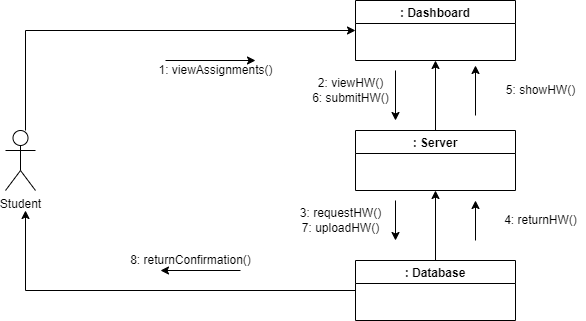 : Dashboard
1: viewAssignments()
2: viewHW()
6: submitHW()
5: showHW()
: Server
Student
3: requestHW()
7: uploadHW()
4: returnHW()
8: returnConfirmation()
: Database